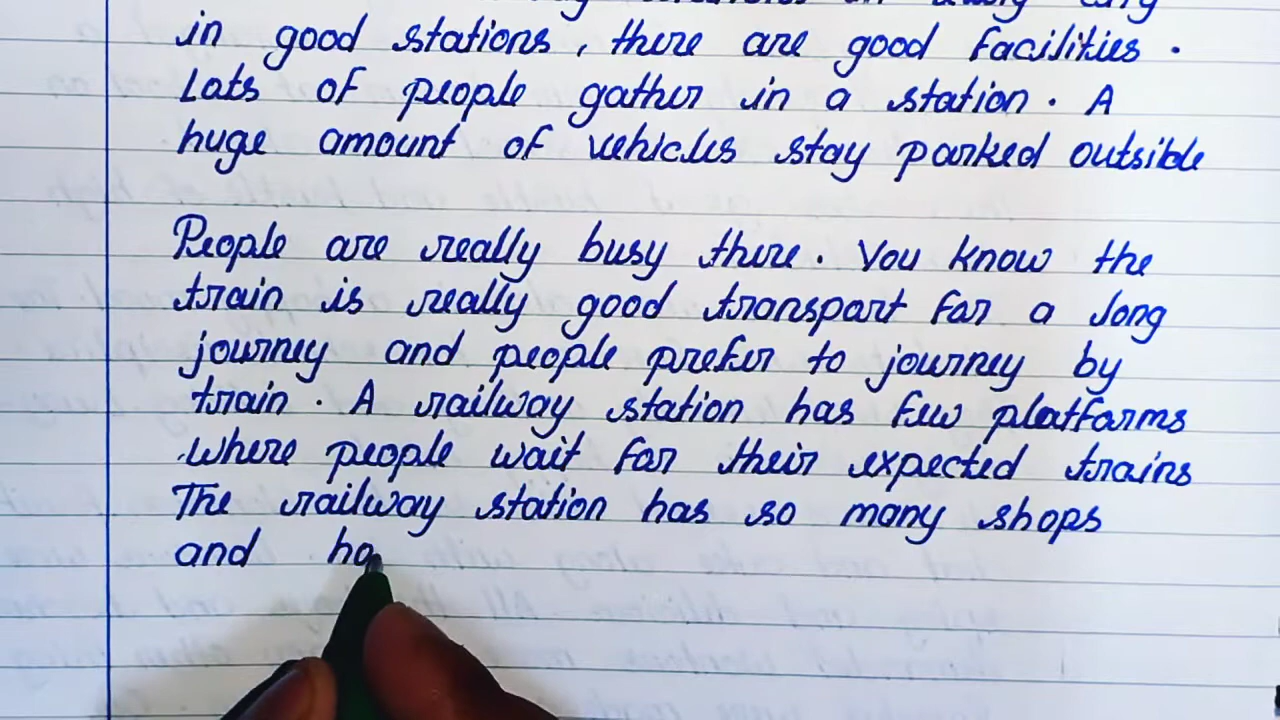 in good stations, there are good facilities.
Lots of people gather in a station. A
huge amount of vehicles stay parked outsible
People are really busy there. You know the
train is really good transport for a long
journey and people prefer to journey by
train. A railway station has few platforms
where people wait for their expected trains
The railway station has so many shops
and ha